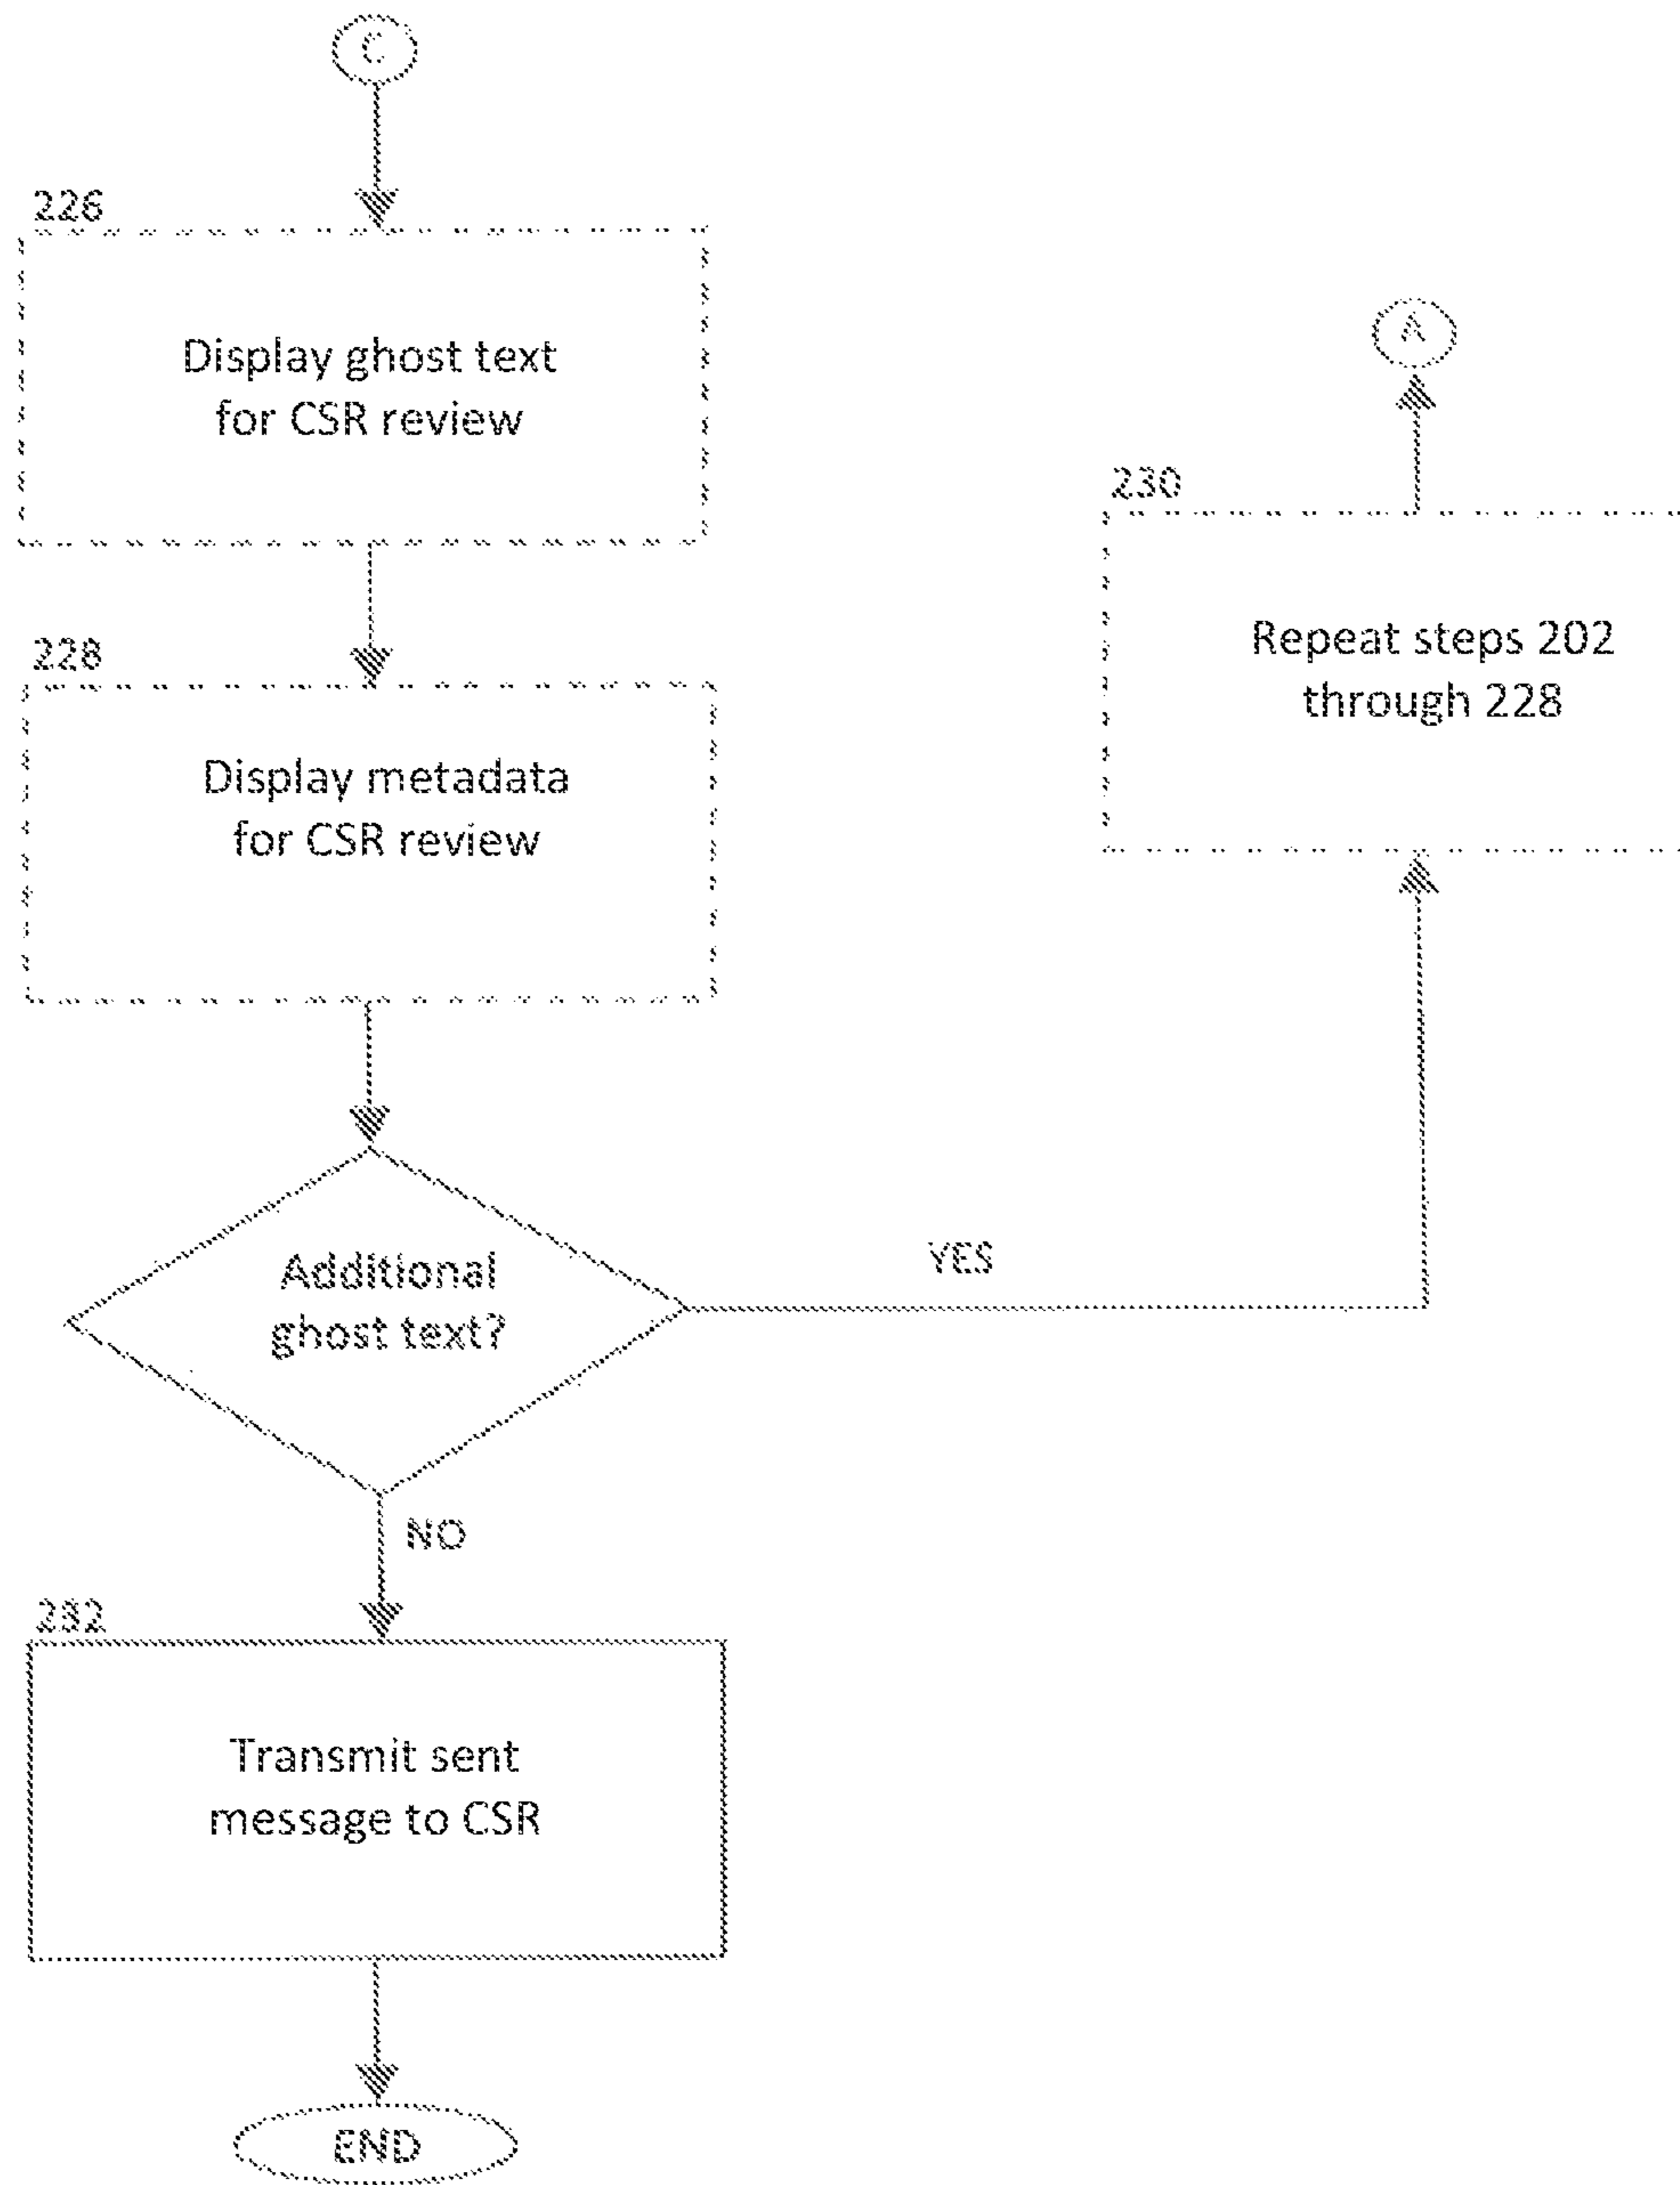 C
226
Display ghost text
for CSR review
228
Display metadata
for CSR review
Additional
ghost text?
YES
NO
232
Transmit sent
message to CSR
END
A
230
Repeat steps 202
through 228